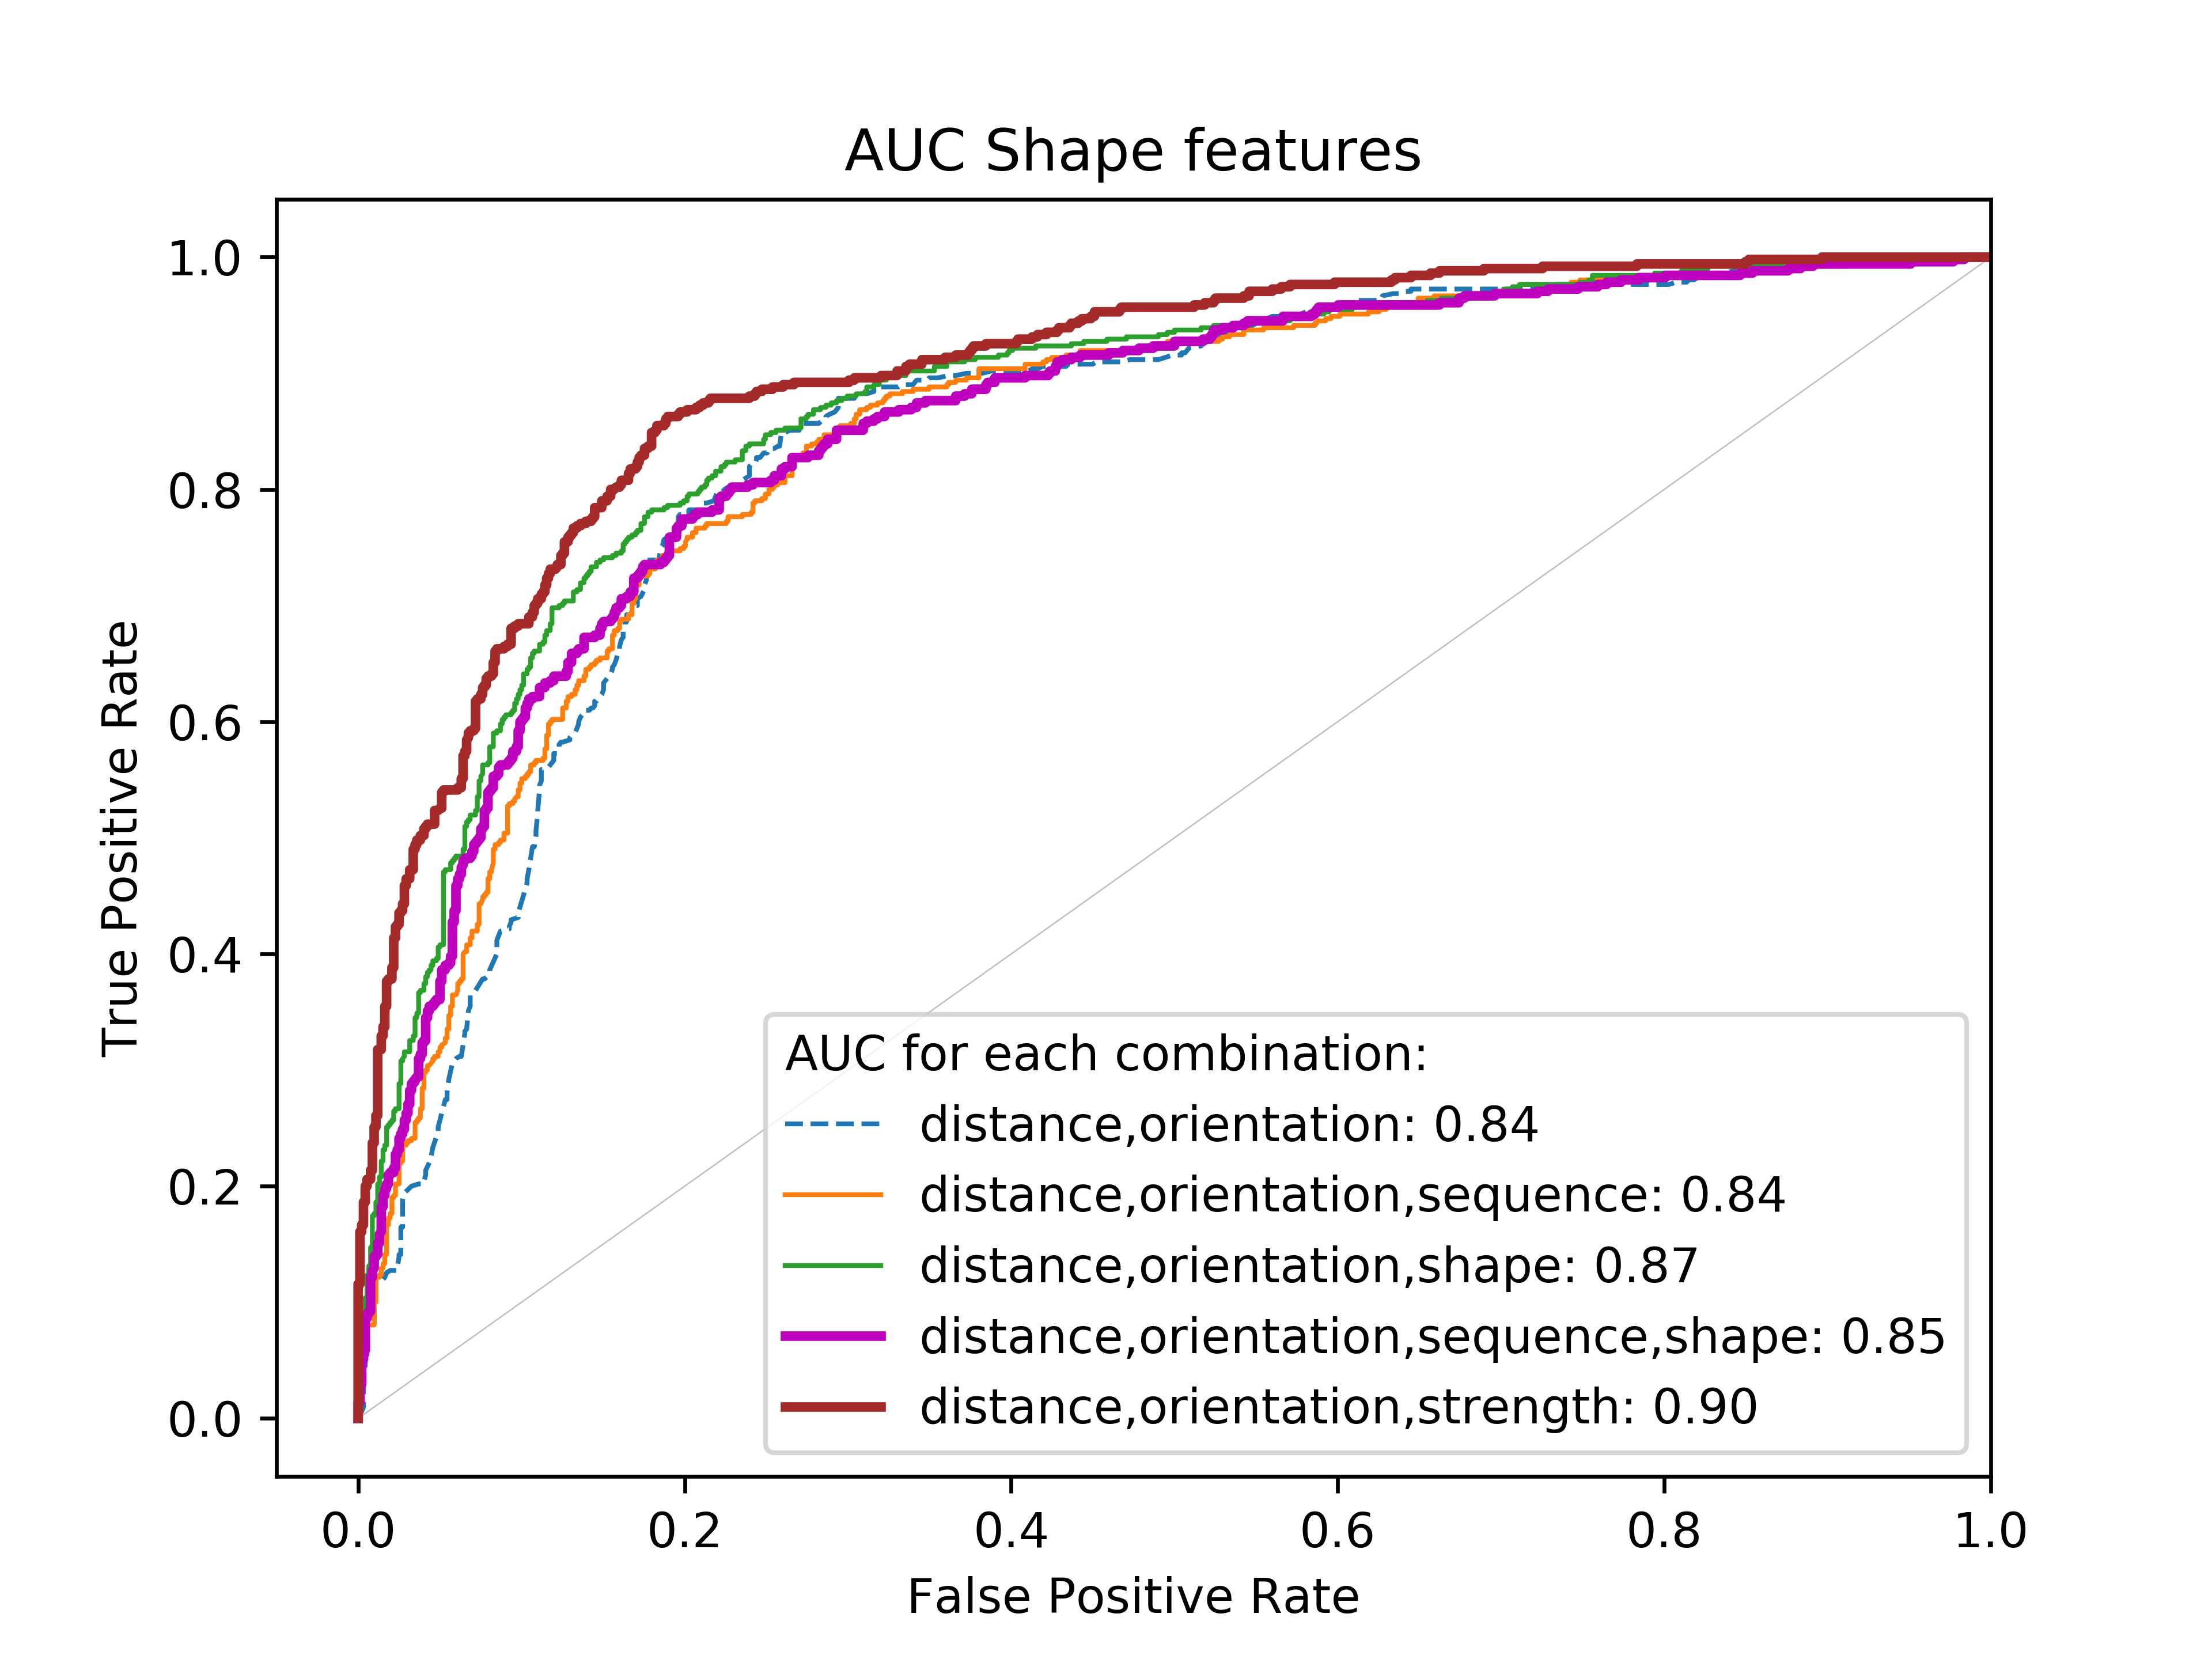 AUC Shape features
True Positive Rate
1.0
0.8
0.6
0.4
0.2
0.0
AUC for each combination:
distance,orientation: 0.84
distance,orientation,sequence: 0.84
distance,orientation,shape: 0.87
distance,orientation,sequence,shape: 0.85
distance,orientation,strength: 0.90
0.0 0.2 0.4 0.6 0.8 1.0
False Positive Rate